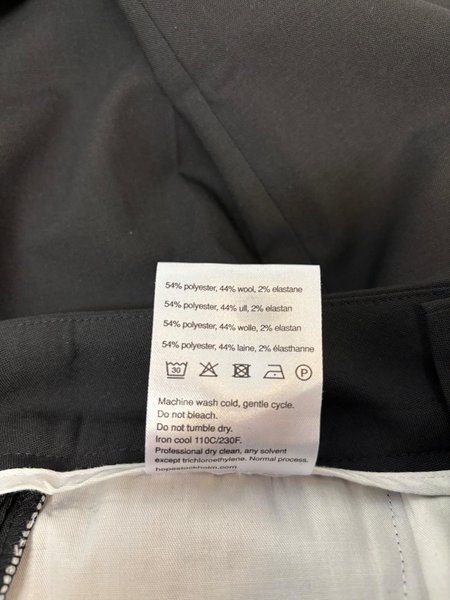 54% polyester, 44% wool, 2% elastane
54% polyester, 44% ull, 2% elastan
54% polyester, 44% wolle, 2% elastan
54% polyester, 44% laine, 2% élasthanne
30 P
Machine wash cold, gentle cycle.
Do not bleach.
Do not tumble dry.
Iron cool 110C/230F.
Professional dry clean, any solvent
except trichloroethylene. Normal process.
hopestockholm.com